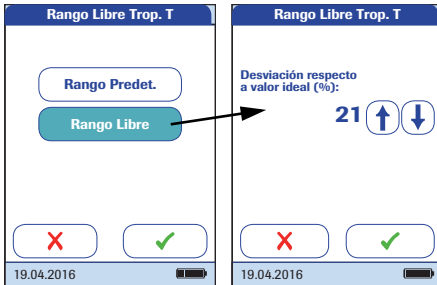 Rango Libre Trop. T
Rango Predet.
Rango Libre
19.04.2016
Rango Libre Trop. T
Desviación respecto
a valor ideal (%):
21
19.04.2016